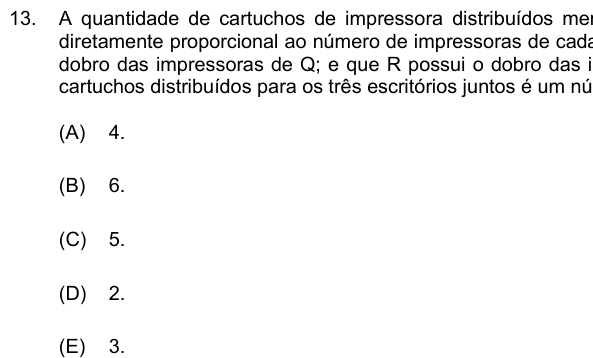 13. A quantidade de cartuchos de impressora distribuídos
diretamente proporcional ao número de impressoras de
dobro das impressoras de Q; e que R possui o dobro das
cartuchos distribuídos para os três escritórios juntos é um
(A) 4.
(B) 6.
(C) 5.
(D) 2.
(E) 3.